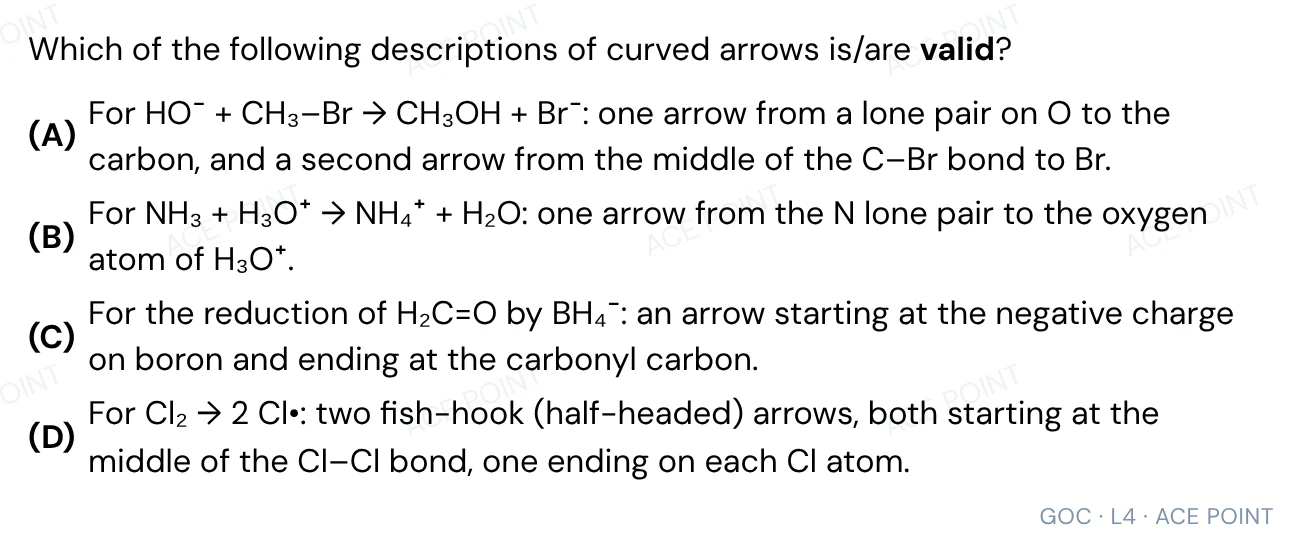 Which of the following descriptions of curved arrows is/are valid?
(A) For HO⁻ + CH₃–Br → CH₃OH + Br⁻: one arrow from a lone pair on O to the
carbon, and a second arrow from the middle of the C–Br bond to Br.
(B) For NH₃ + H₃O⁺ → NH₄⁺ + H₂O: one arrow from the N lone pair to the oxygen
atom of H₃O⁺.
(C) For the reduction of H₂C=O by BH₄⁻: an arrow starting at the negative charge
on boron and ending at the carbonyl carbon.
(D) For Cl₂ → 2 Cl•: two fish-hook (half-headed) arrows, both starting at the
middle of the Cl–Cl bond, one ending on each Cl atom.
GOC · L4 · ACE POINT